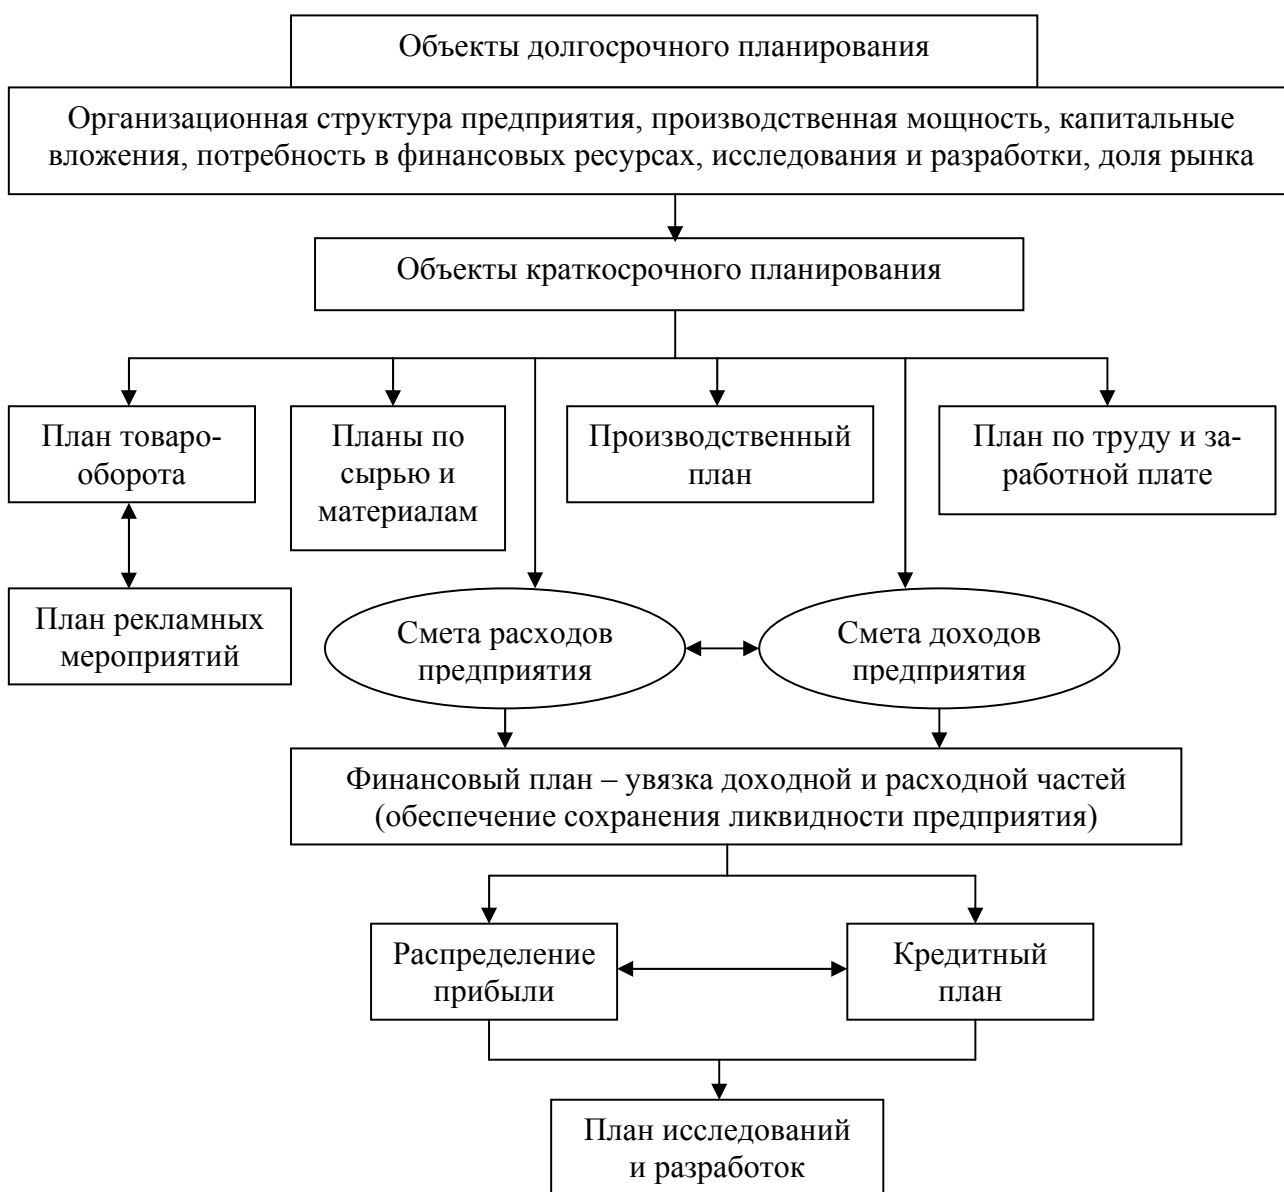 Объекты долгосрочного планирования
Организационная структура предприятия, производственная мощность, капитальные
вложения, потребность в финансовых ресурсах, исследования и разработки, доля рынка
Объекты краткосрочного планирования
План товаро-
оборота
Планы по
сырью и
материалам
Производственный
план
План по труду и за-
работной плате
План рекламных
мероприятий
Смета расходов
предприятия
Смета доходов
предприятия
Финансовый план – увязка доходной и расходной частей
(обеспечение сохранения ликвидности предприятия)
Распределение
прибыли
Кредитный
план
План исследований
и разработок